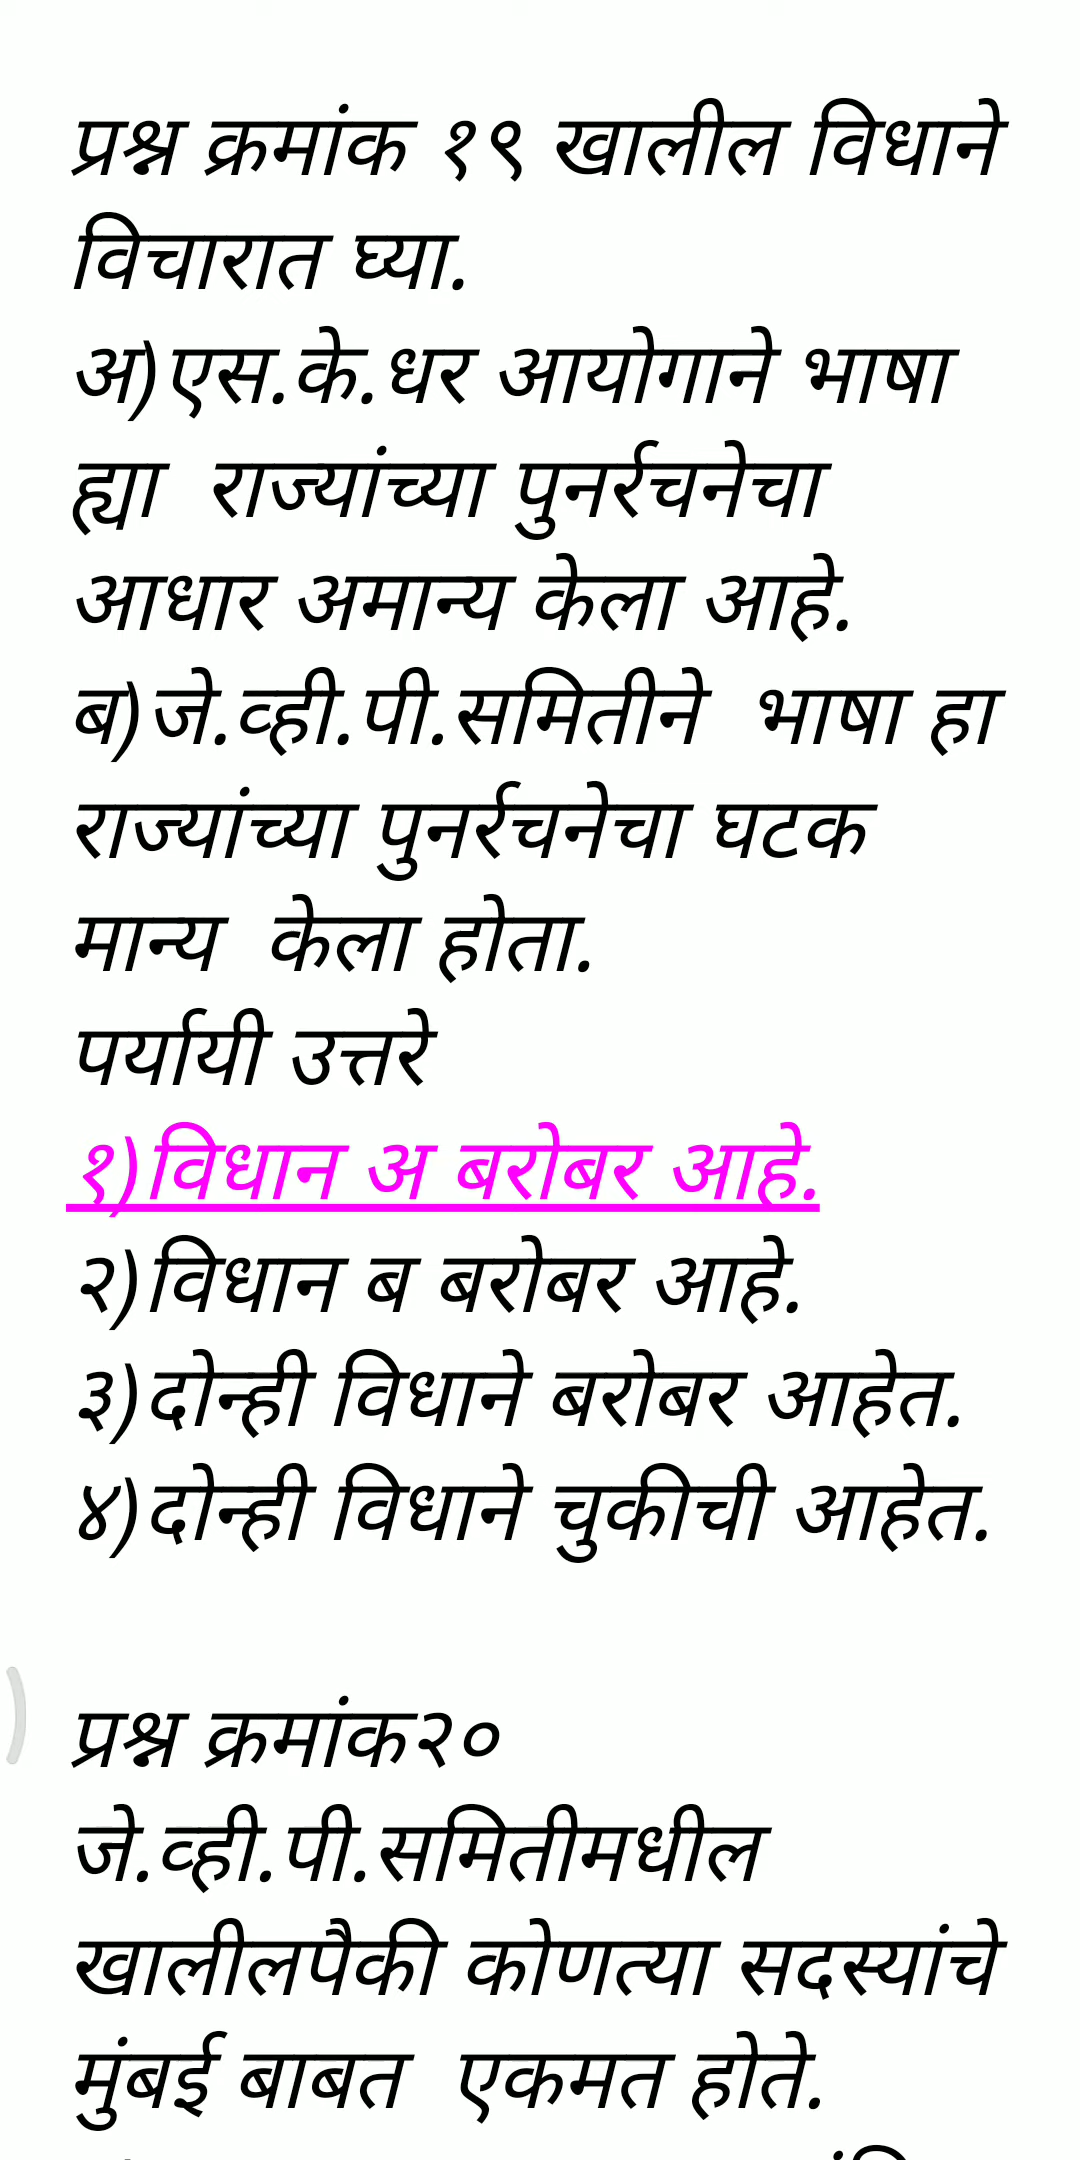 प्रश्न क्रमांक १९ खालील विधाने
विचारात घ्या.
अ)एस.के.धर आयोगाने भाषा
ह्या राज्यांच्या पुनर्रचनेचा
आधार अमान्य केला आहे.
ब)जे.व्ही.पी.समितीने भाषा हा
राज्यांच्या पुनर्रचनेचा घटक
मान्य केला होता.
पर्यायी उत्तरे
१)विधान अ बरोबर आहे.
२)विधान ब बरोबर आहे.
३)दोन्ही विधाने बरोबर आहेत.
४)दोन्ही विधाने चुकीची आहेत.
प्रश्न क्रमांक२०
जे.व्ही.पी.समितीमधील
खालीलपैकी कोणत्या सदस्यांचे
मुंबई बाबत एकमत होते.